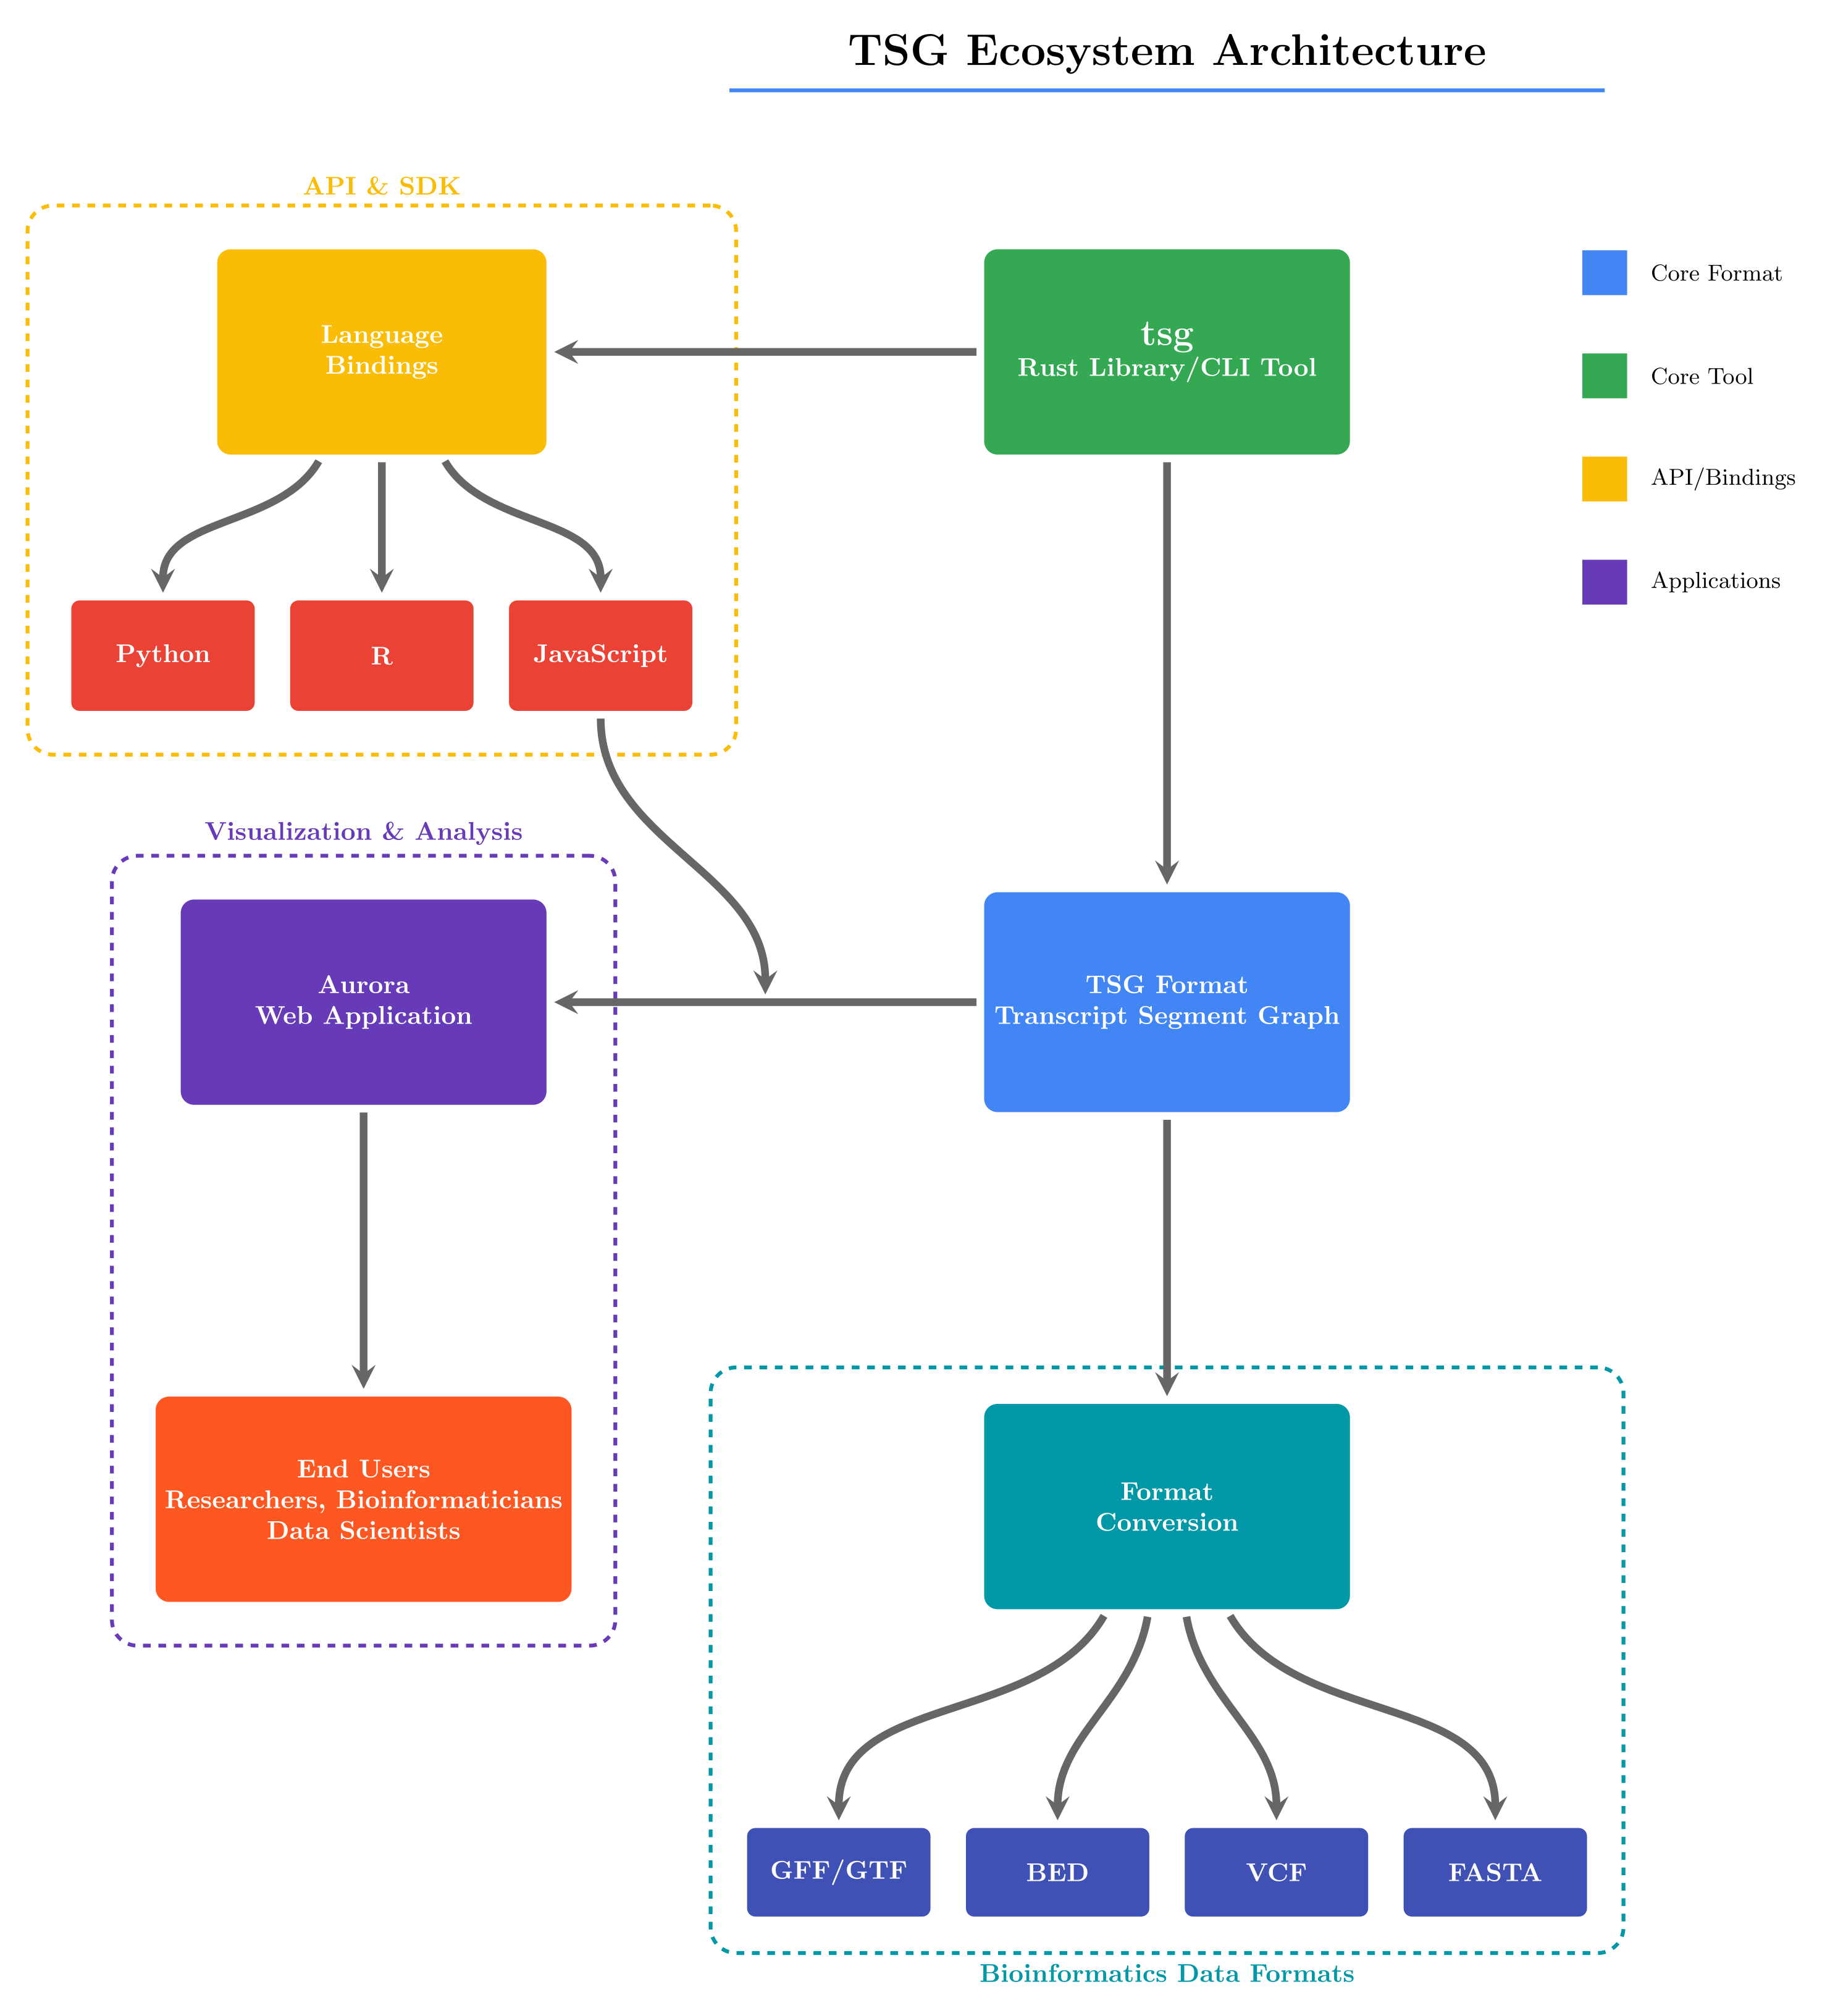 TSG Ecosystem Architecture
API & SDK
Language
Bindings
tsg
Rust Library/CLI Tool
Core Format
Core Tool
API/Bindings
Applications
Python
R
JavaScript
Visualization & Analysis
Aurora
Web Application
TSG Format
Transcript Segment Graph
End Users
Researchers, Bioinformaticians
Data Scientists
Format
Conversion
GFF/GTF
BED
VCF
FASTA
Bioinformatics Data Formats